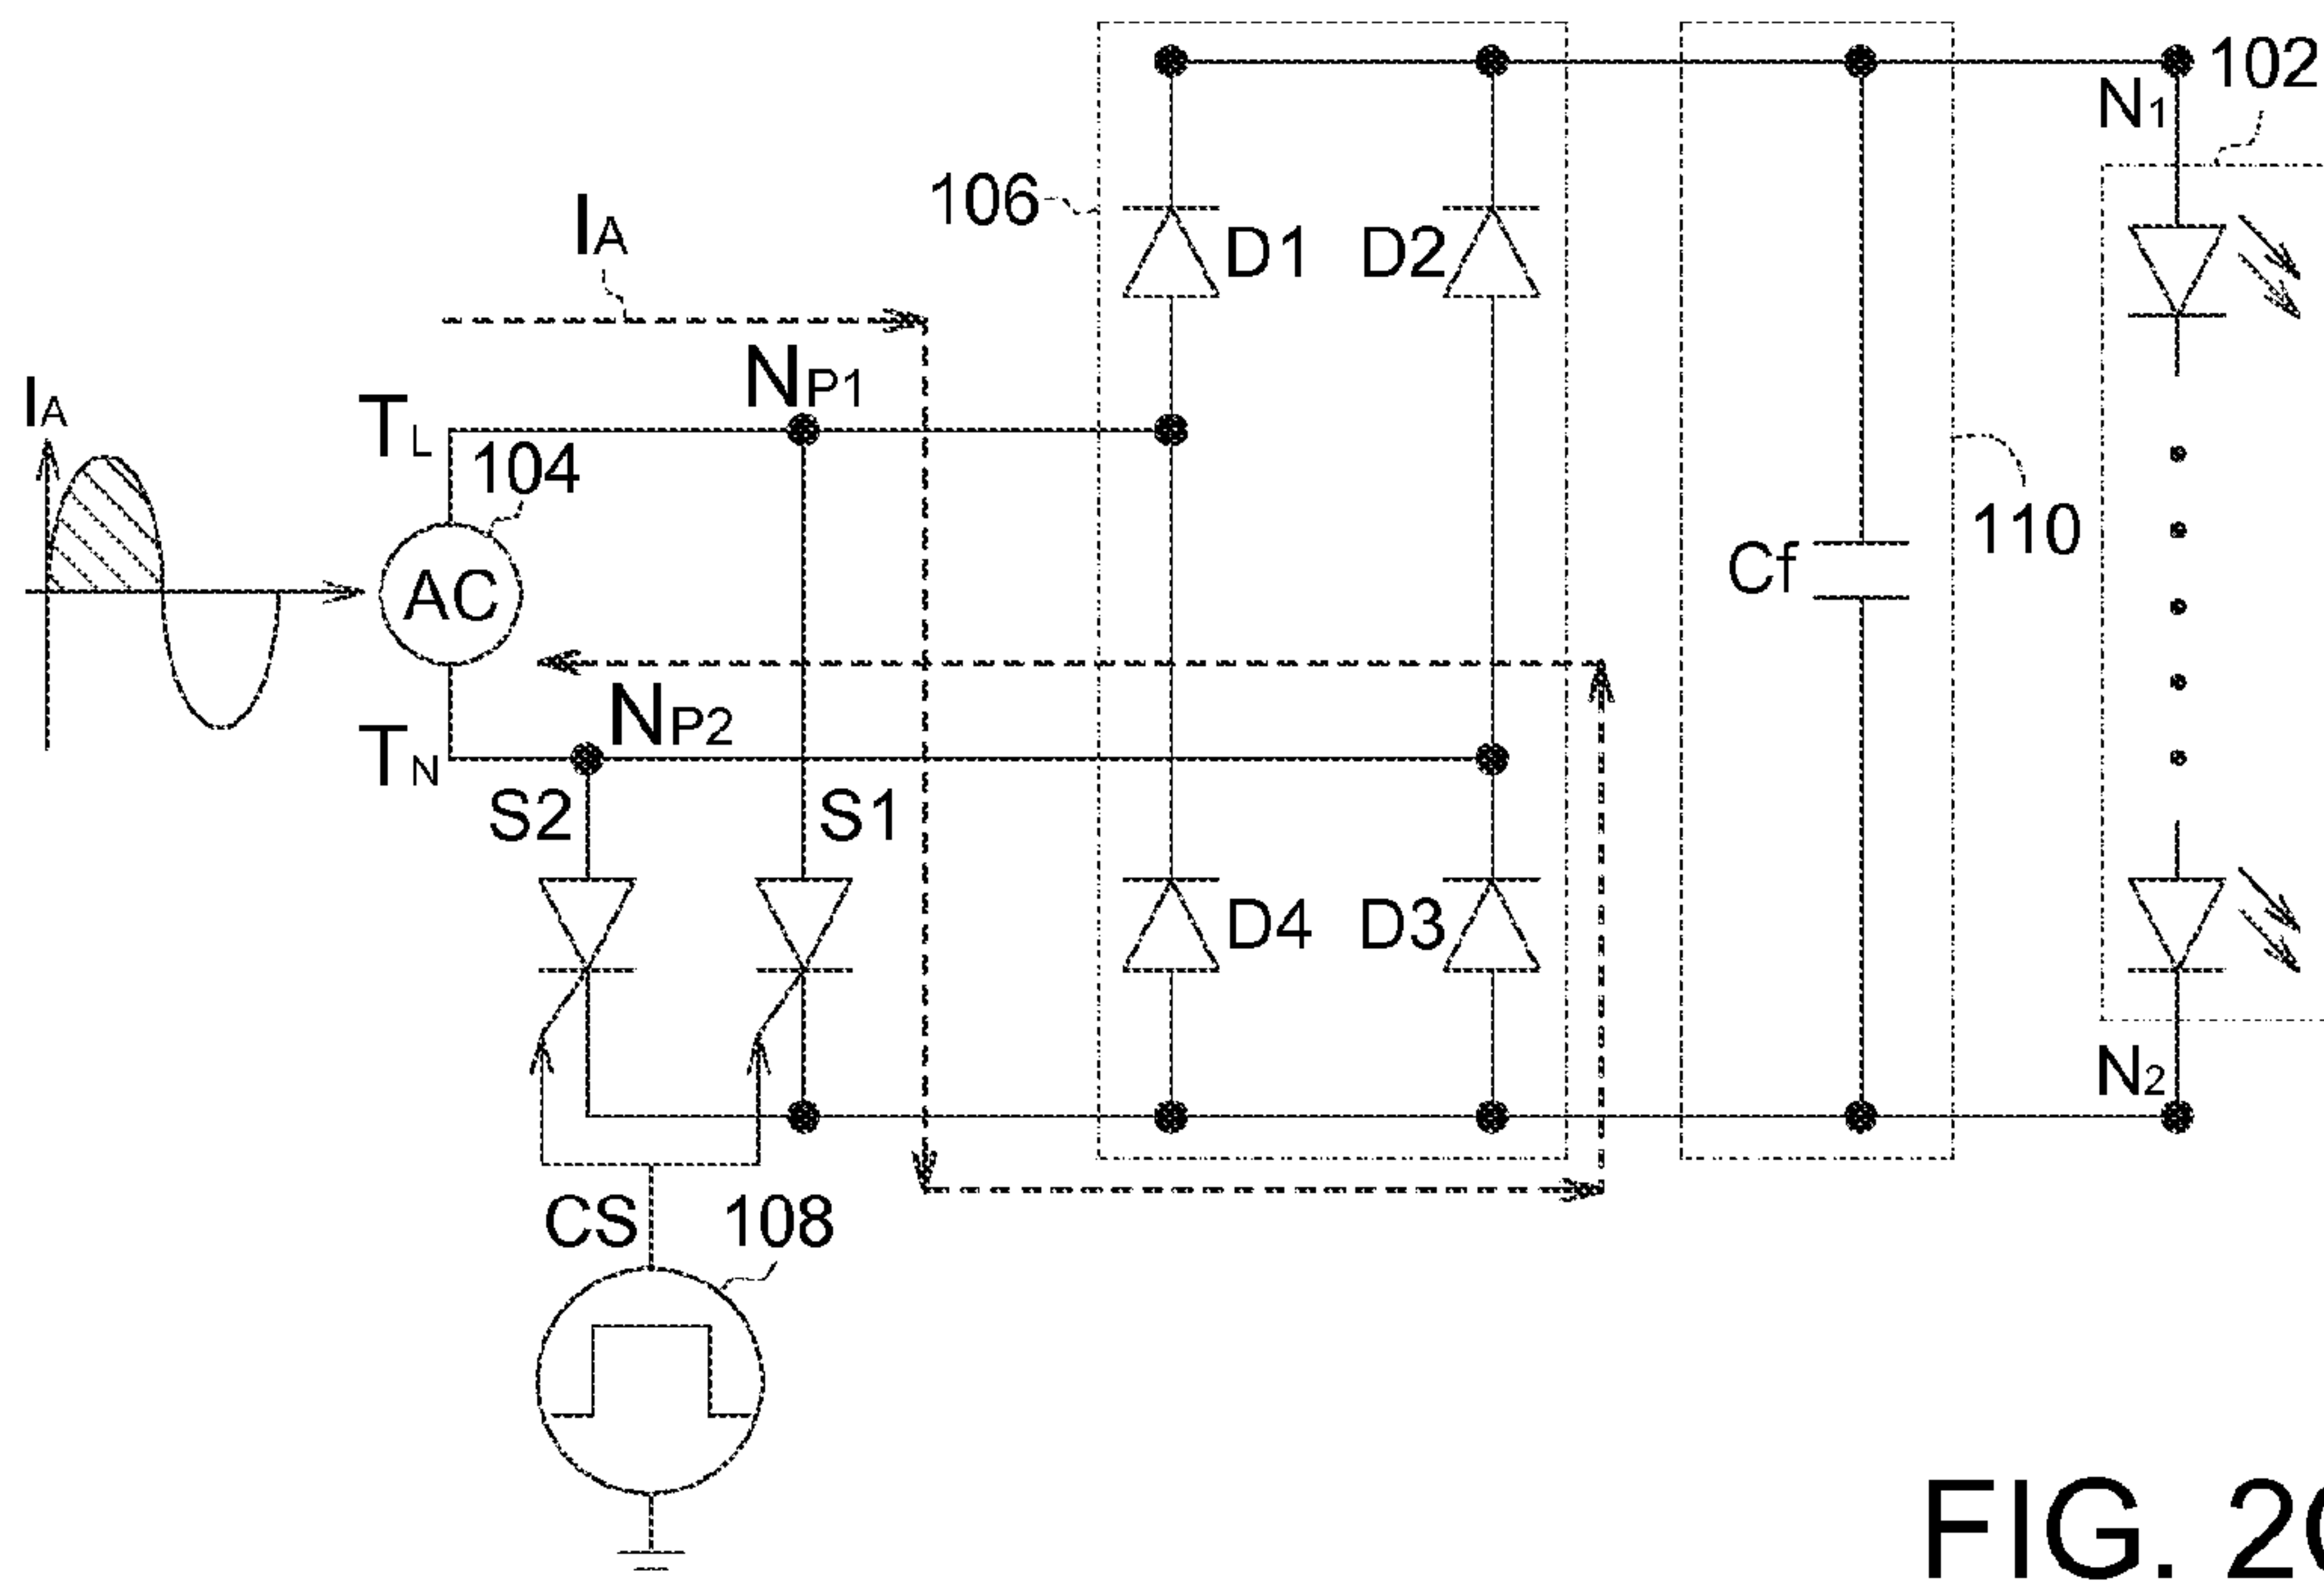 102
N1
106
IA
D1 D2
NP1
IA
TL
104
110
Cf
AC
NP2
TN
S2 S1
D4 D3
N2
CS 108
FIG. 2